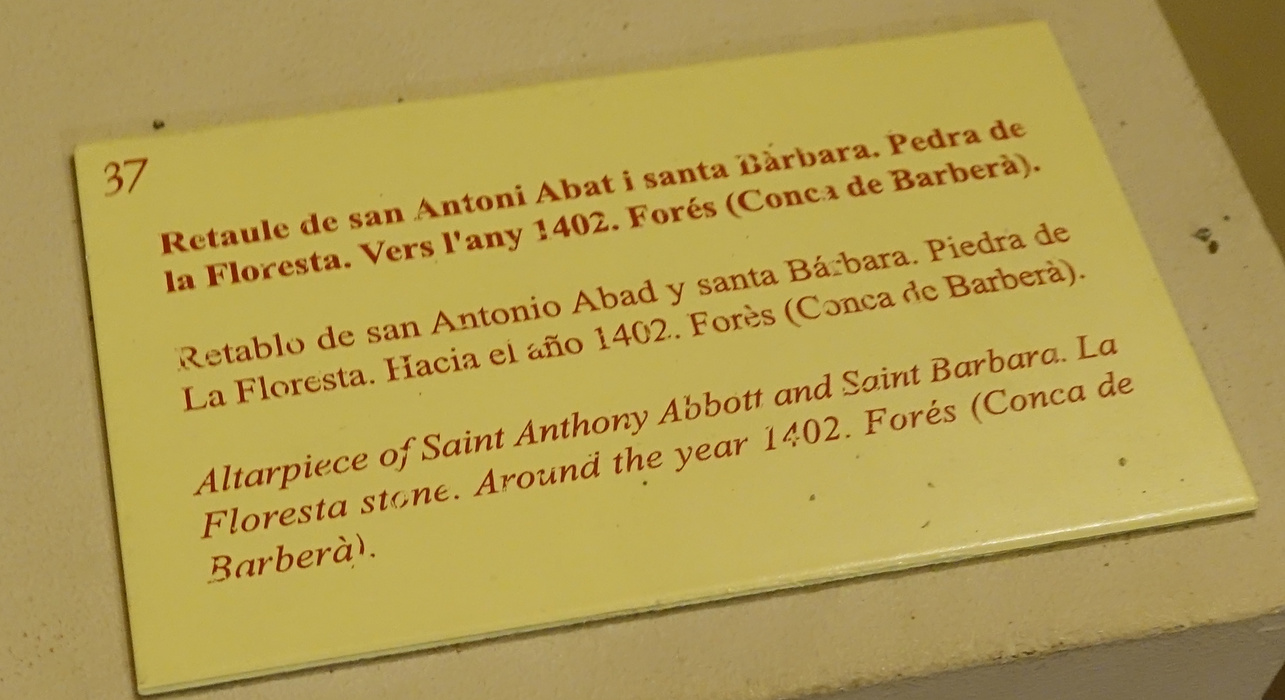 37
Retaule de san Antoni Abat i santa Bàrbara. Pedra de
la Floresta. Vers l'any 1402. Forés (Conca de Barberà).
Retablo de san Antonio Abad y santa Bárbara. Piedra de
La Floresta. Hacia el año 1402. Forès (Conca de Barberà).
Altarpiece of Saint Anthony Abbott and Saint Barbara. La
Floresta stone. Around the year 1402. Forés (Conca de
Barberà).